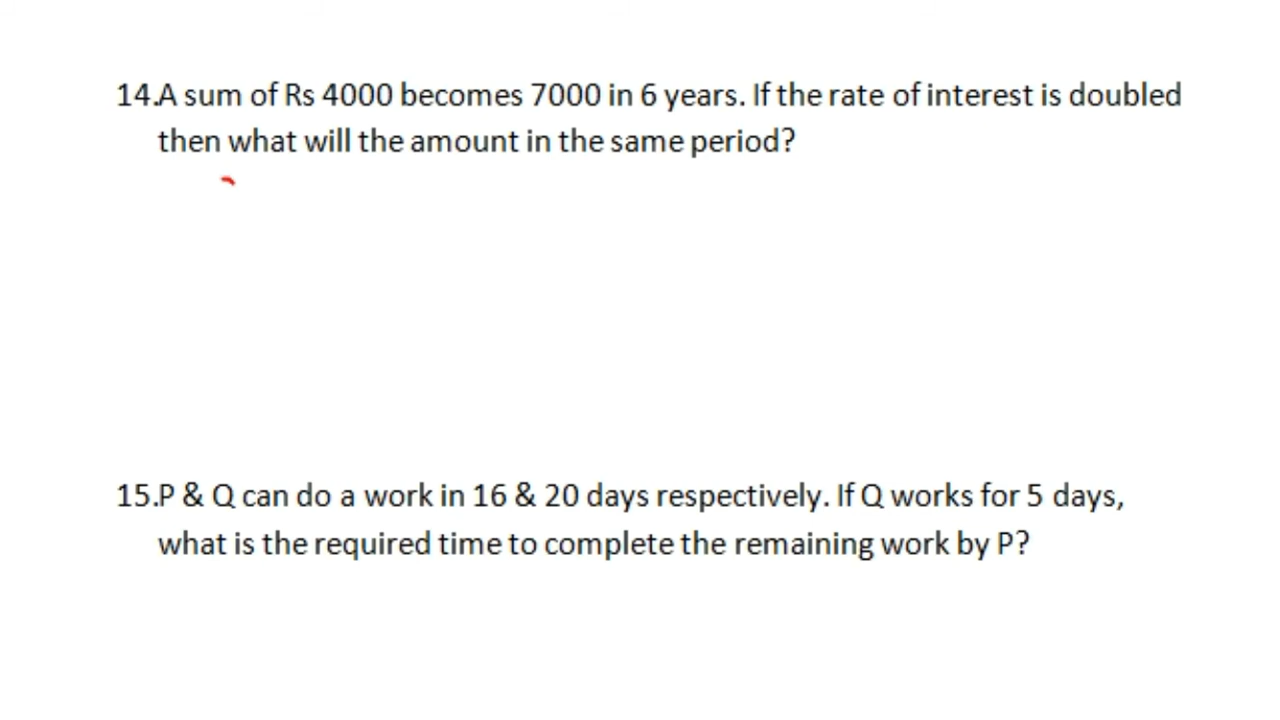 14.A sum of Rs 4000 becomes 7000 in 6 years. If the rate of interest is doubled
then what will the amount in the same period?
15.P & Q can do a work in 16 & 20 days respectively. If Q works for 5 days,
what is the required time to complete the remaining work by P?